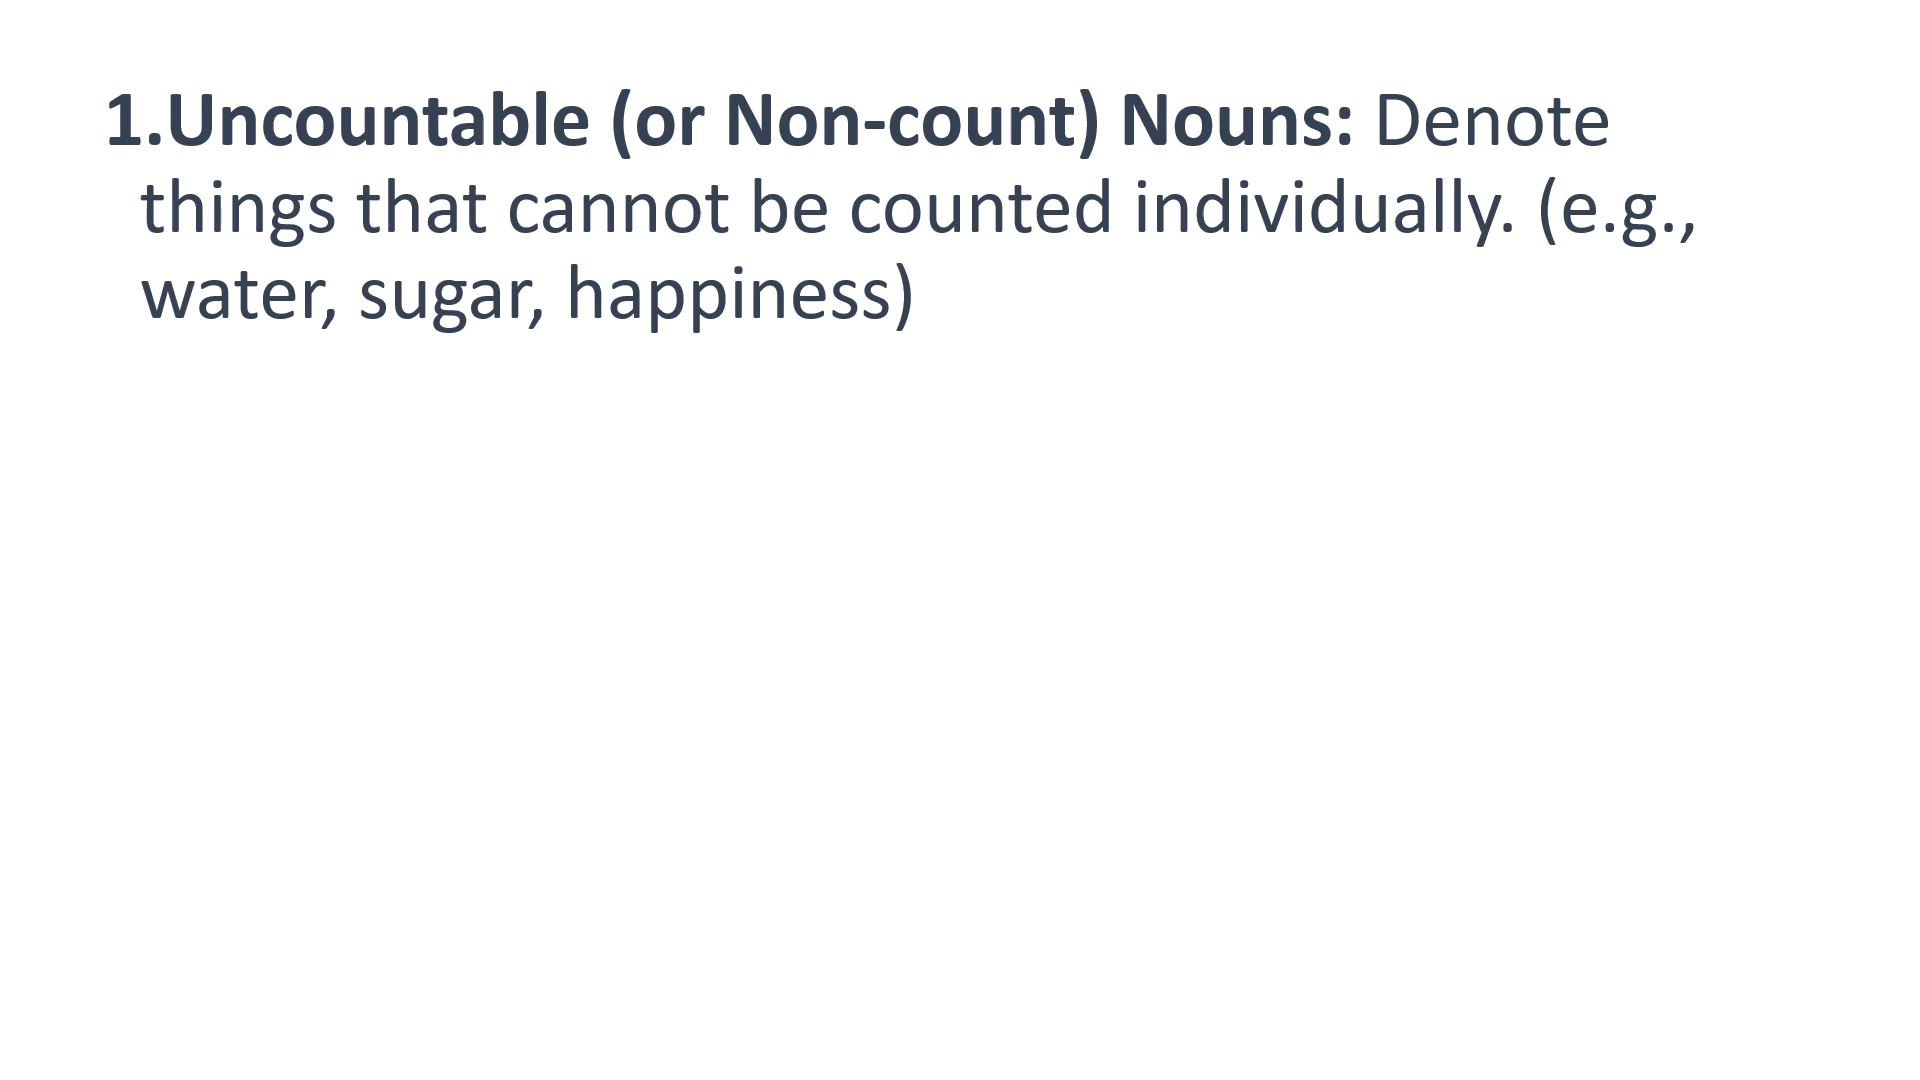 1.Uncountable (or Non-count) Nouns: Denote
things that cannot be counted individually. (e.g.,
water, sugar, happiness)